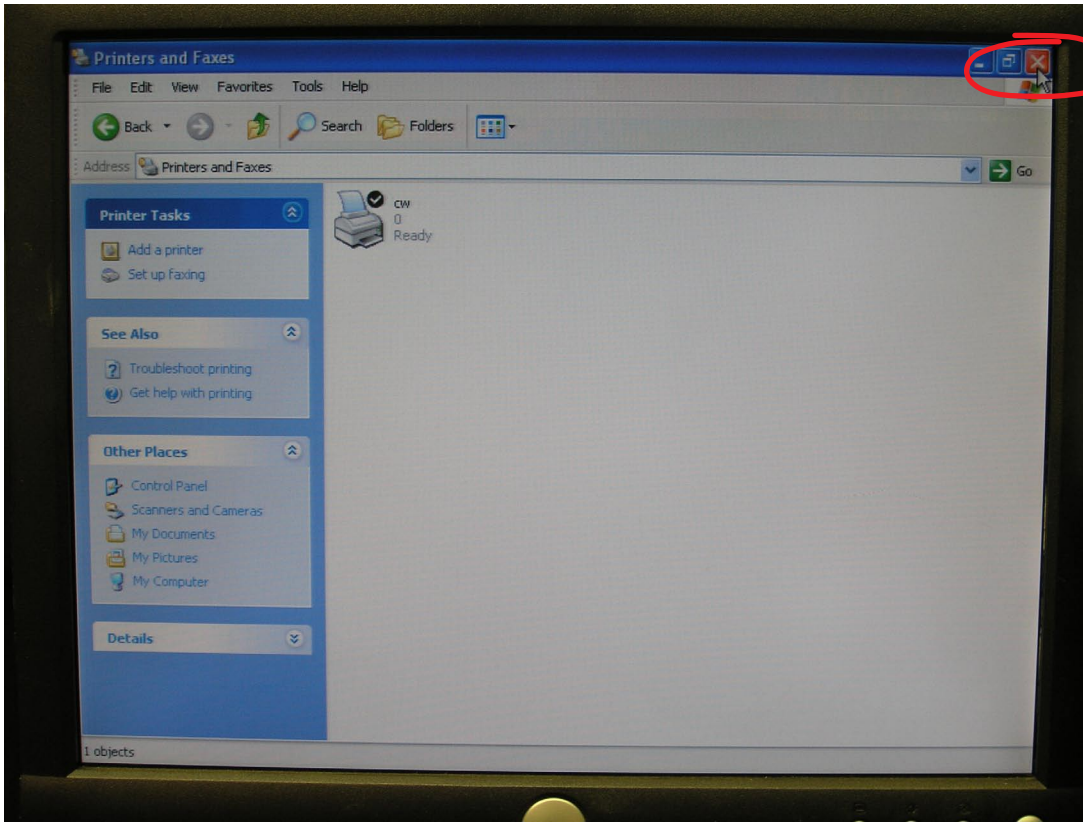 Printers and Faxes
File Edit View Favorites Tools Help
Back Search Folders
Address Printers and Faxes Go
Printer Tasks
Add a printer
Set up faxing
See Also
Troubleshoot printing
Get help with printing
Other Places
Control Panel
Scanners and Cameras
My Documents
My Pictures
My Computer
Details
cw
0
Ready
1 objects